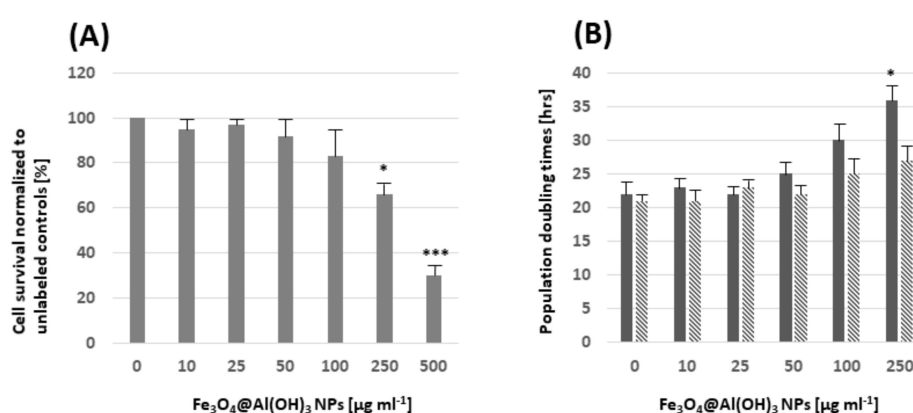 (A)
Cell survival normalized to
unlabeled controls [%]
120
100
80
60
40
20
0
*
***
0 10 25 50 100 250 500
Fe₃O₄@Al(OH)₃ NPs [µg ml⁻¹]
(B)
Population doubling times [hrs]
40
35
30
25
20
15
10
5
0
*
0 10 25 50 100 250
Fe₃O₄@Al(OH)₃ NPs [µg ml⁻¹]